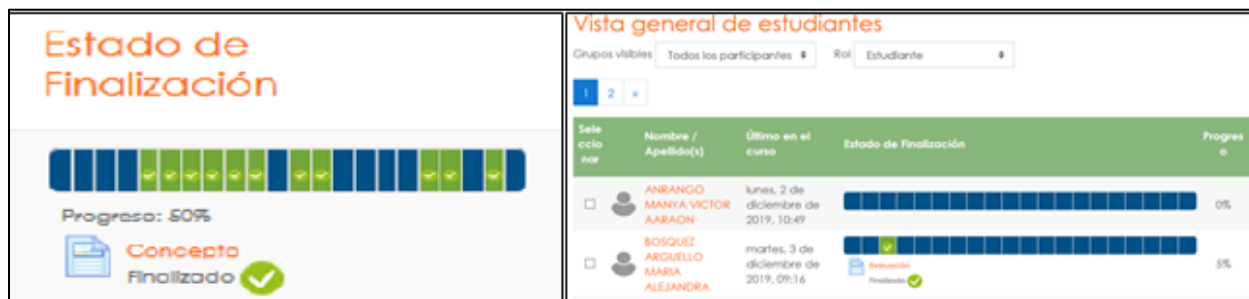 Estado de
Finalización
Progreso: 50%
Concepto
Finalizado
Vista general de estudiantes
Grupos visibles Todos los participantes Rol Estudiante
1 2 »
Sele
ccio
nar
Nombre /
Apellido(s)
Último en el
curso
Estado de Finalización
Progres
o
ANRANGO
MANYA VICTOR
AARAON
lunes, 2 de
diciembre de
2019, 10:49
0%
BOSQUEZ
ARGUELLO
MARIA
ALEJANDRA
martes, 3 de
diciembre de
2019, 09:16
Evaluación
Finalizado
5%